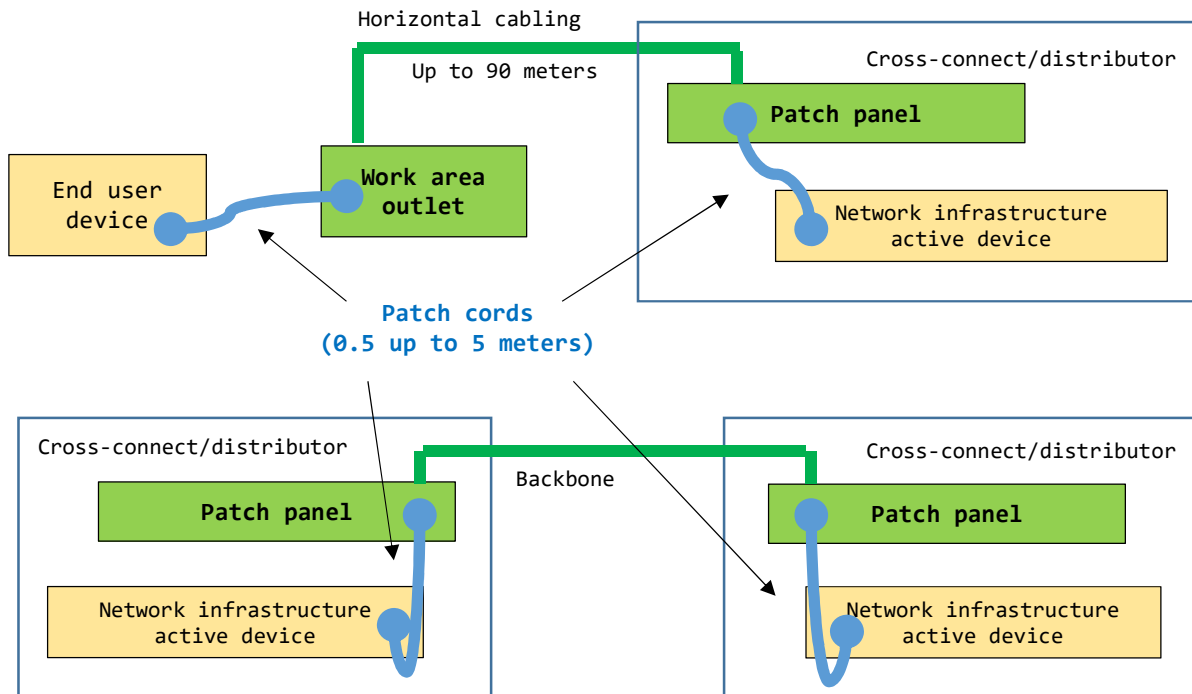 Horizontal cabling
Up to 90 meters
Cross-connect/distributor
Patch panel
End user
device
Work area
outlet
Network infrastructure
active device
Patch cords
(0.5 up to 5 meters)
Cross-connect/distributor
Patch panel
Network infrastructure
active device
Backbone
Cross-connect/distributor
Patch panel
Network infrastructure
active device